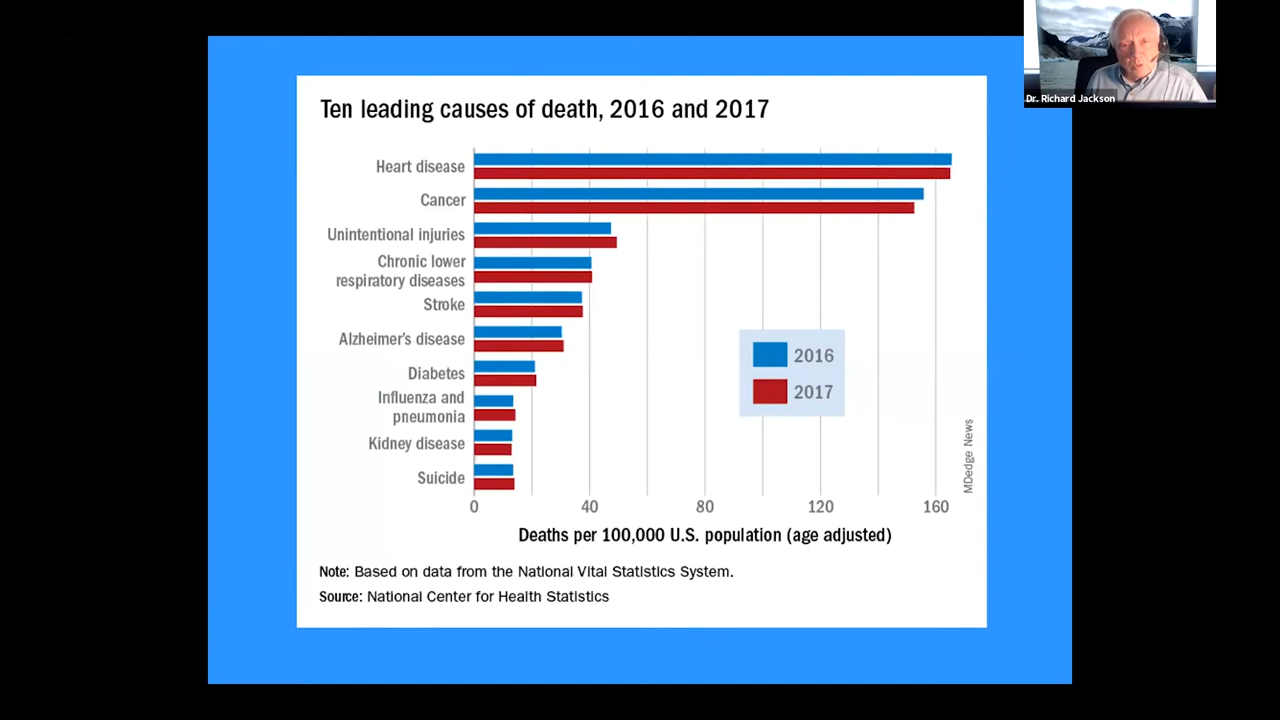 Dr. Richard Jackson
Ten leading causes of death, 2016 and 2017
Heart disease
Cancer
Unintentional injuries
Chronic lower
respiratory diseases
Stroke
Alzheimer's disease
Diabetes
Influenza and
pneumonia
Kidney disease
Suicide
0 40 80 120 160
Deaths per 100,000 U.S. population (age adjusted)
2016
2017
MDedge News
Note: Based on data from the National Vital Statistics System.
Source: National Center for Health Statistics